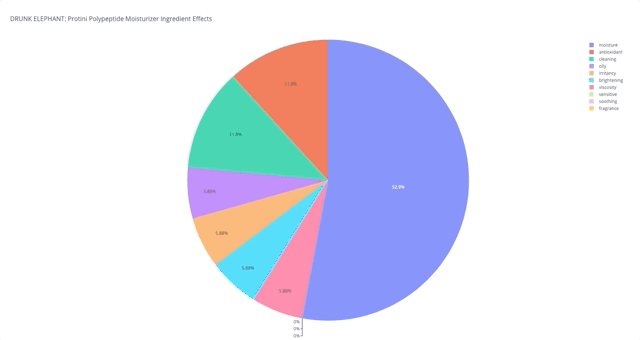 DRUNK ELEPHANT: Protini Polypeptide Moisturizer Ingredient Effects
moisture
antioxidant
cleaning
oily
irritancy
brightening
viscosity
sensitive
soothing
fragrance
11.8%
11.8%
52.9%
5.88%
5.88%
5.88%
5.88%
0%
0%
0%